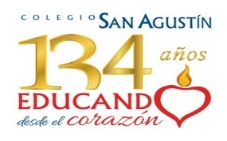 COLEGIO SAN AGUSTÍN
134 años
EDUCANDO
desde el corazón